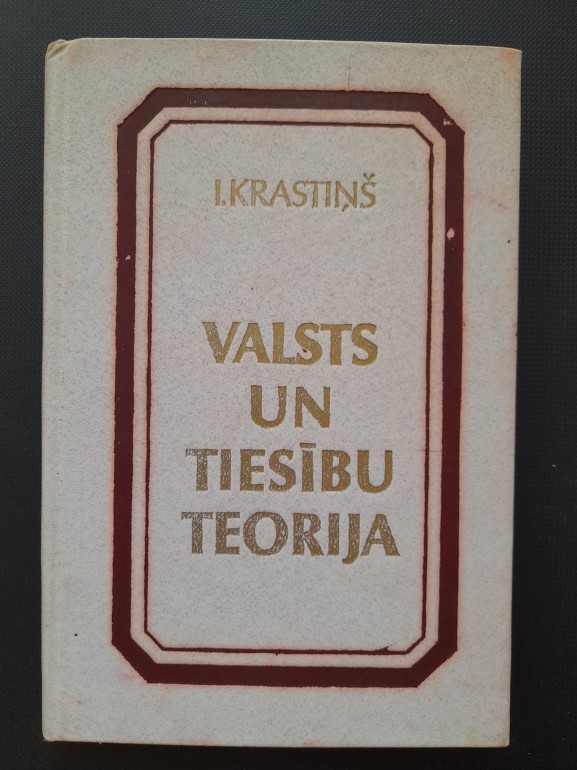 I.KRASTIŅŠ
VALSTS
UN
TIESĪBU
TEORIJA